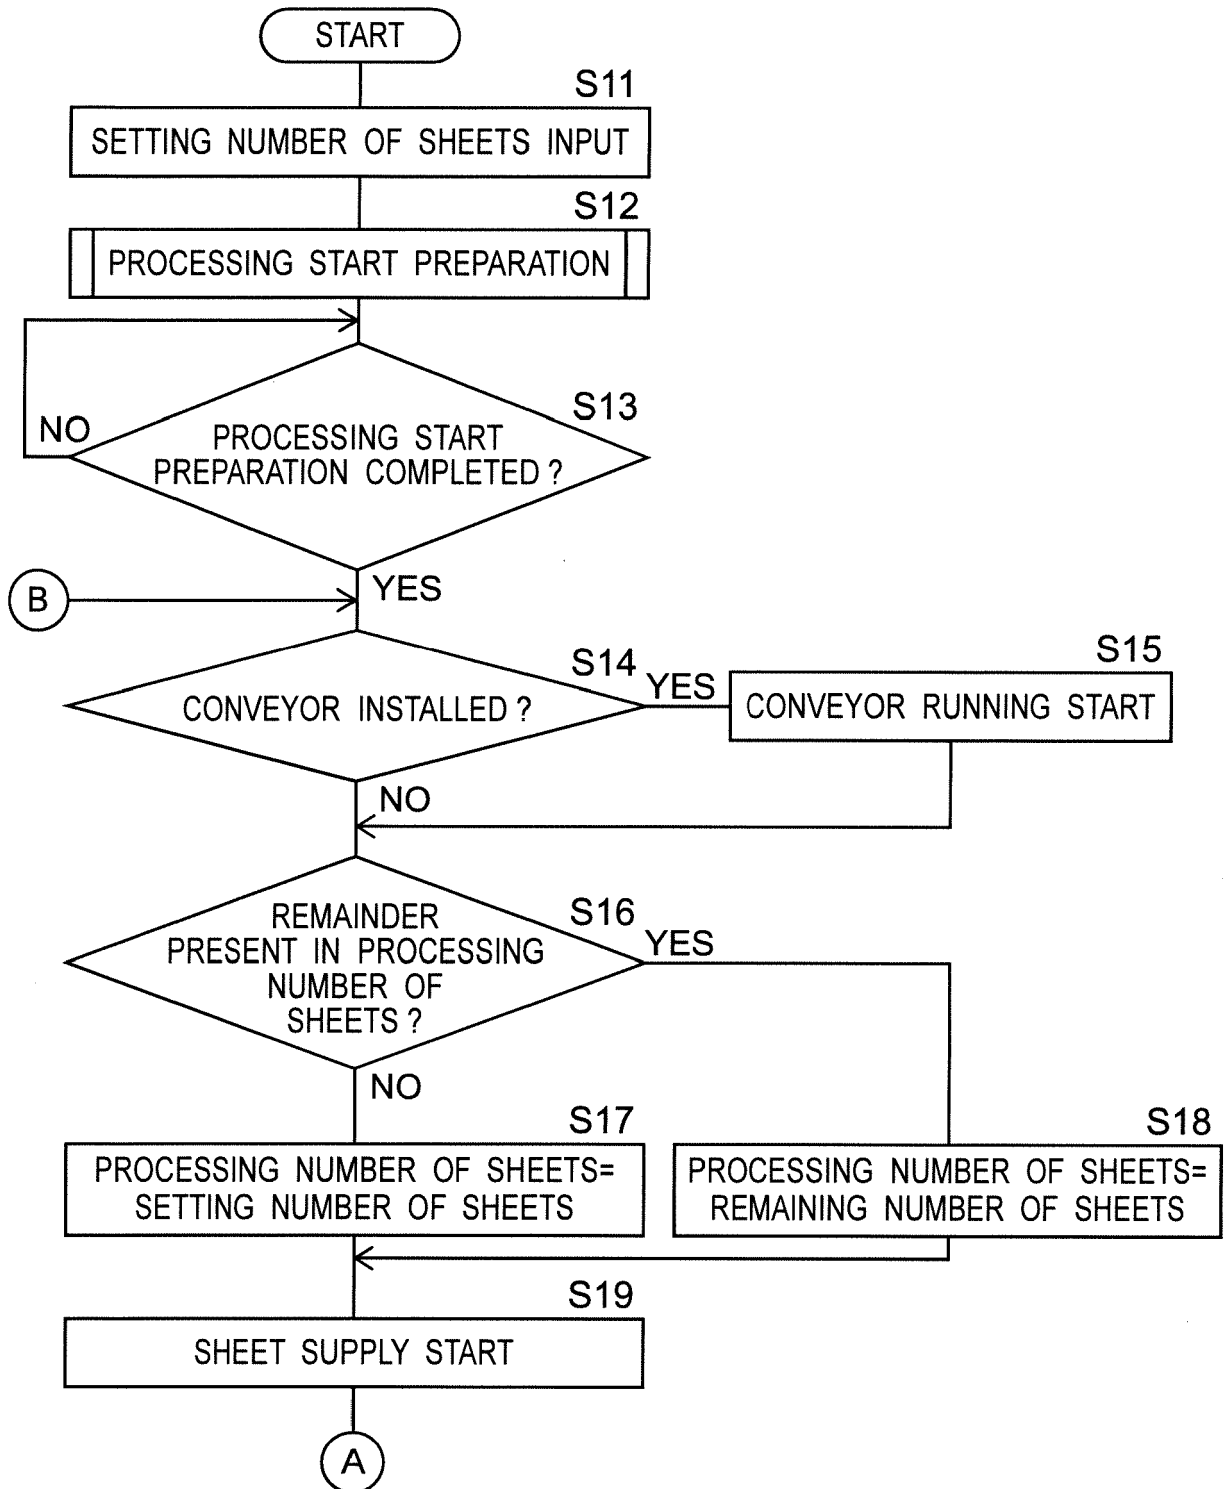 START
S11
SETTING NUMBER OF SHEETS INPUT
S12
PROCESSING START PREPARATION
S13
NO
PROCESSING START
PREPARATION COMPLETED ?
YES
B
S14
YES
CONVEYOR INSTALLED ?
S15
CONVEYOR RUNNING START
NO
S16
YES
REMAINDER
PRESENT IN PROCESSING
NUMBER OF
SHEETS ?
NO
S17
PROCESSING NUMBER OF SHEETS=
SETTING NUMBER OF SHEETS
S18
PROCESSING NUMBER OF SHEETS=
REMAINING NUMBER OF SHEETS
S19
SHEET SUPPLY START
A